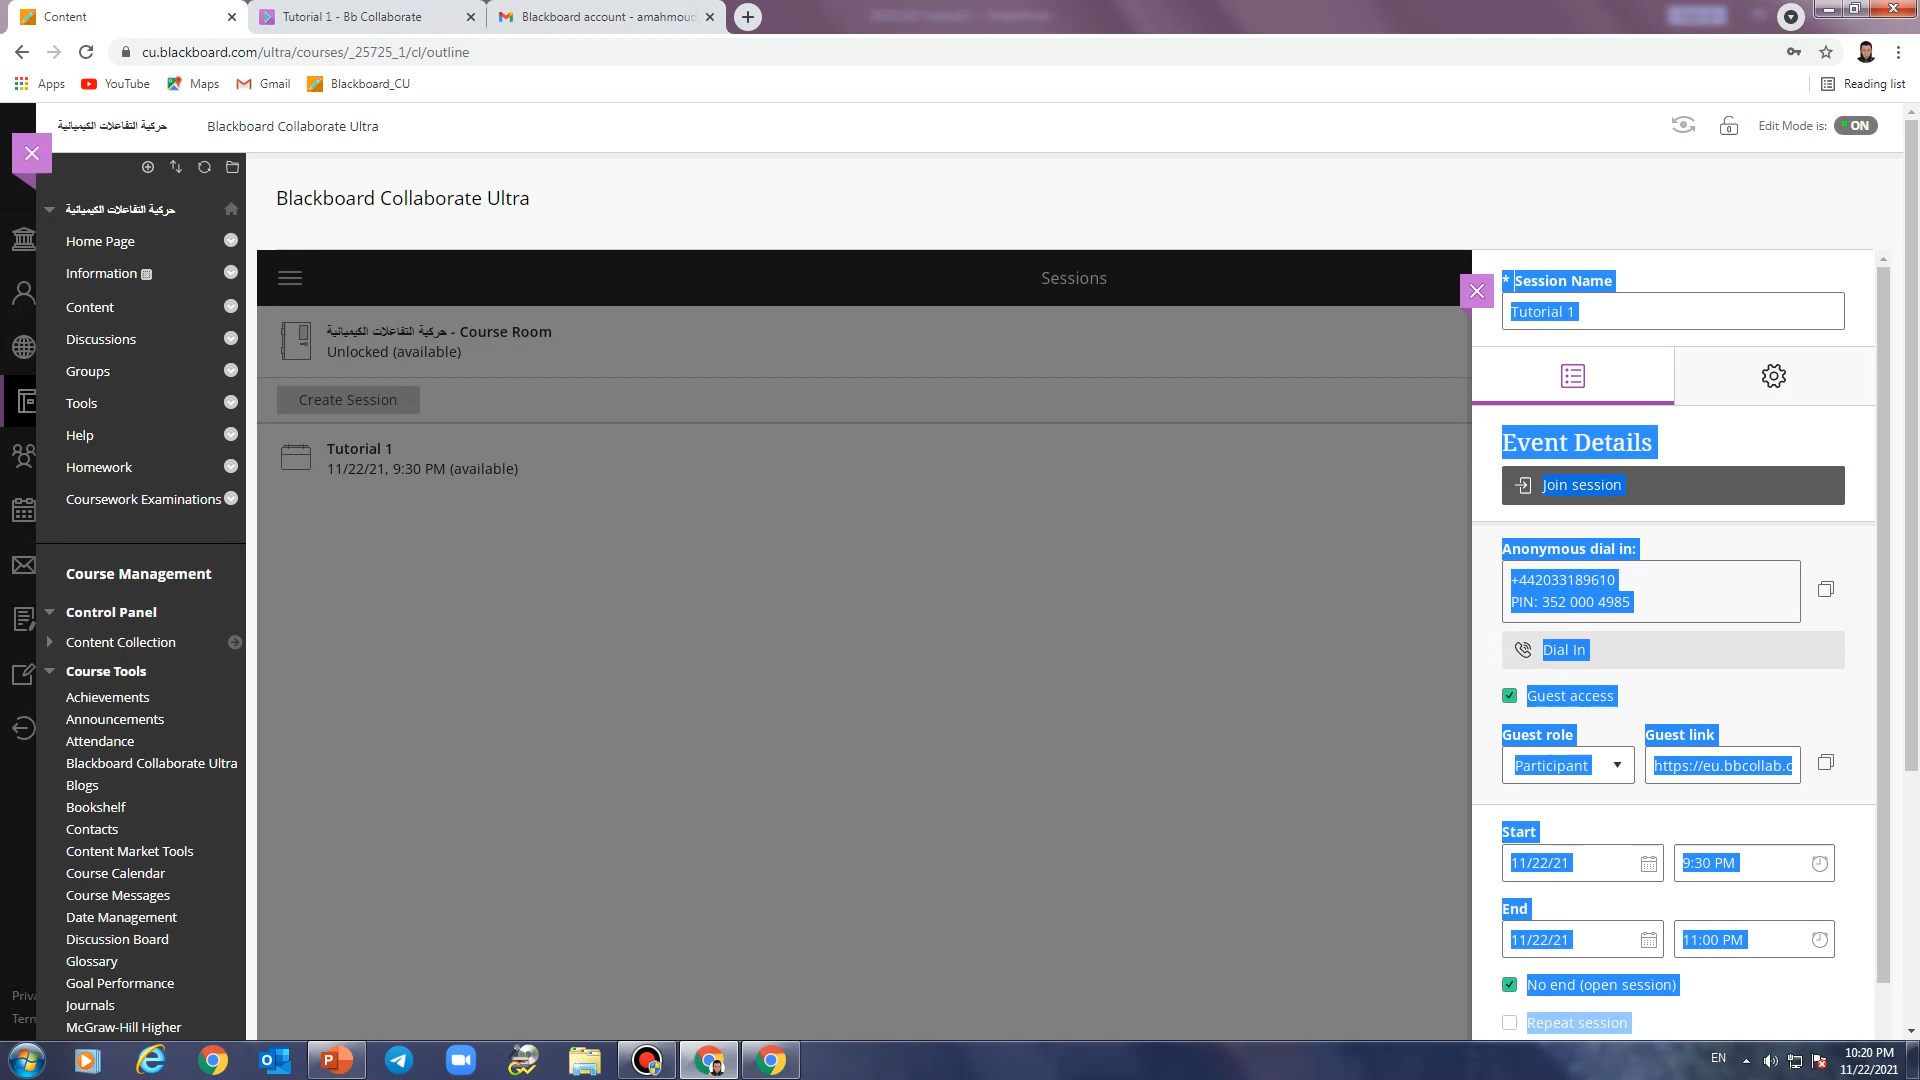 Content
Tutorial 1 - Bb Collaborate
Blackboard account - amahmoud
cu.blackboard.com/ultra/courses/_25725_1/cl/outline
Apps
YouTube
Maps
Gmail
Blackboard_CU
Reading list
حركية التفاعلات الكيميائية
Blackboard Collaborate Ultra
Edit Mode is:
ON
حركية التفاعلات الكيميائية
Home Page
Information
Content
Discussions
Groups
Tools
Help
Homework
Coursework Examinations
Course Management
Control Panel
Content Collection
Course Tools
Achievements
Announcements
Attendance
Blackboard Collaborate Ultra
Blogs
Bookshelf
Contacts
Content Market Tools
Course Calendar
Course Messages
Date Management
Discussion Board
Glossary
Goal Performance
Journals
McGraw-Hill Higher
Priva
Term
Blackboard Collaborate Ultra
Sessions
حركية التفاعلات الكيميائية - Course Room
Unlocked (available)
Create Session
Tutorial 1
11/22/21, 9:30 PM (available)
* Session Name
Tutorial 1
Event Details
Join session
Anonymous dial in:
+442033189610
PIN: 352 000 4985
Dial In
Guest access
Guest role
Guest link
Participant
https://eu.bbcollab.c
Start
11/22/21
9:30 PM
End
11/22/21
11:00 PM
No end (open session)
Repeat session
EN
10:20 PM
11/22/2021